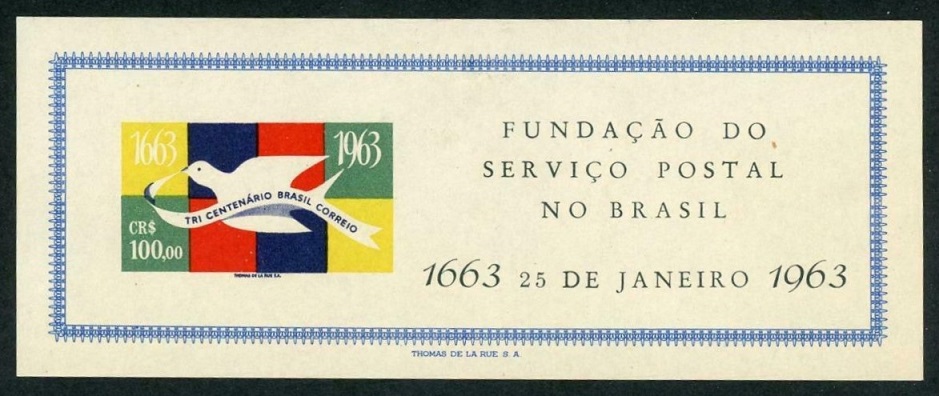 1663 1963
TRI CENTENÁRIO BRASIL CORREIO
CR$
100,00
THOMAS DE LA RUE S.A.
FUNDAÇÃO DO
SERVIÇO POSTAL
NO BRASIL
1663 25 DE JANEIRO 1963
THOMAS DE LA RUE S. A.